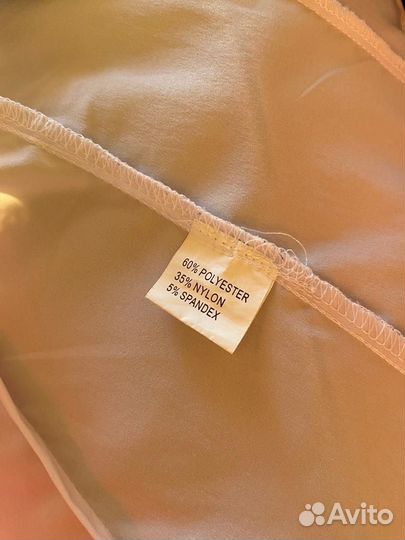 60% POLYESTER
35% NYLON
5% SPANDEX
Avito